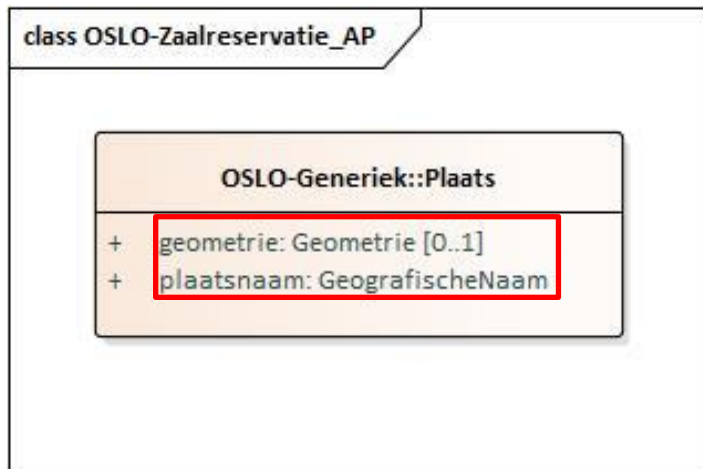 class OSLO-Zaalreservatie_AP
OSLO-Generiek::Plaats
+ geometrie: Geometrie [0..1]
+ plaatsnaam: GeografischeNaam